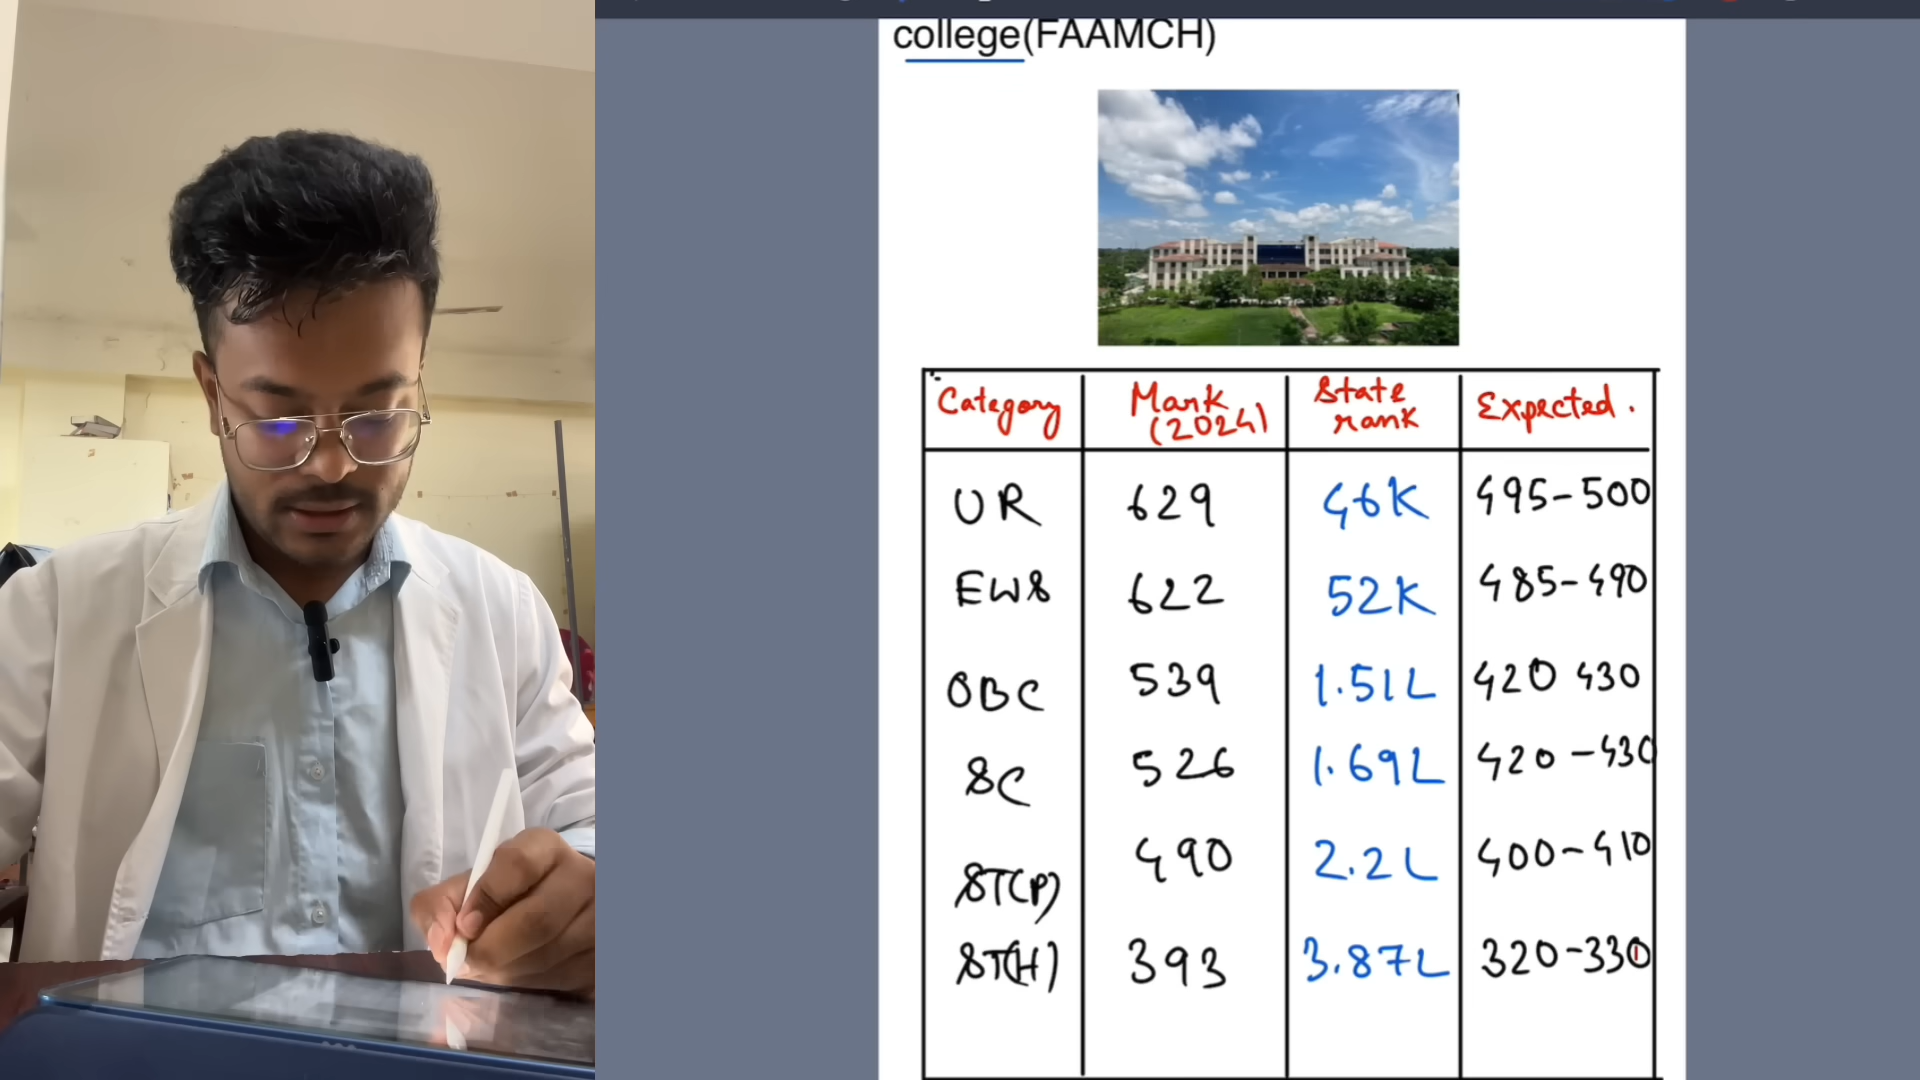 college(FAAMCH)
Category Mark (2024) State rank Expected.
UR 629 46K 495-500
EWS 622 52K 485-490
OBC 539 1.51L 420 430
SC 526 1.69L 420-430
ST(P) 490 2.2L 400-410
ST(H) 393 3.87L 320-330